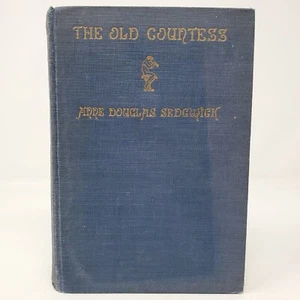 THE OLD COUNTESS
ANNE DOUGLAS SEDGWICK